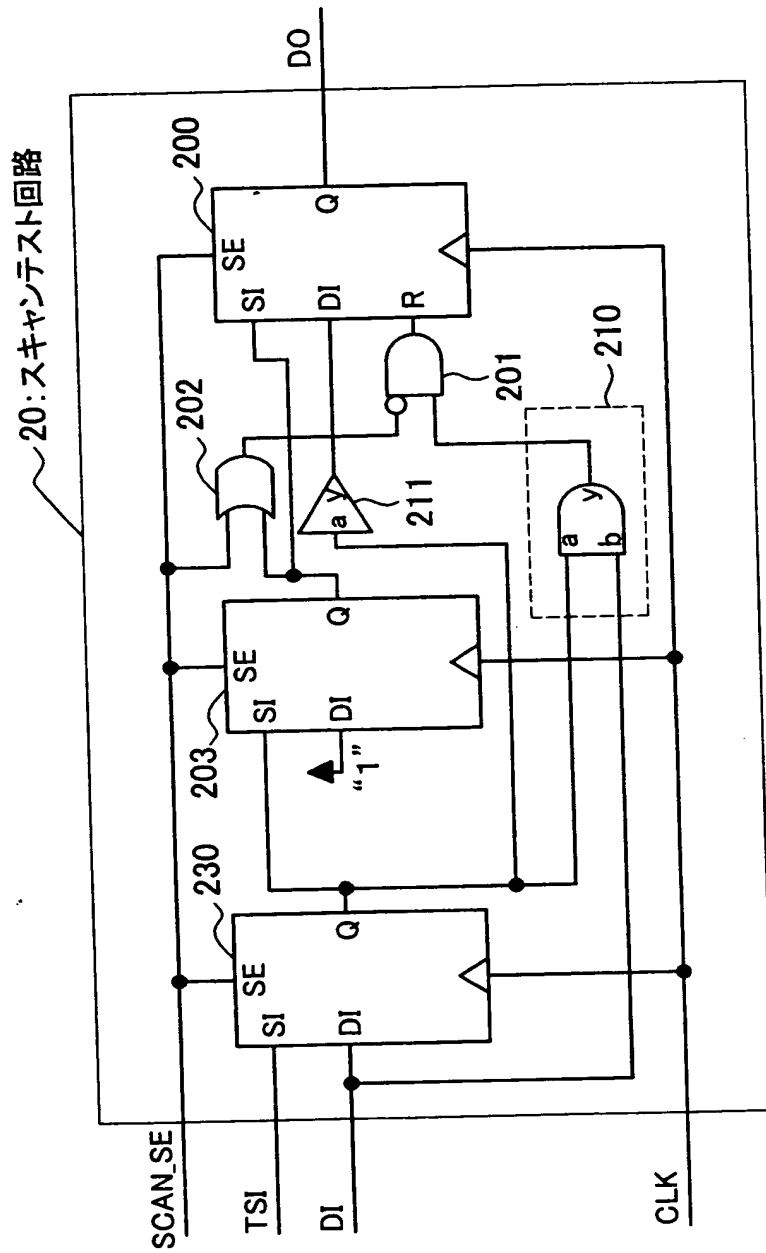 20:スキャンテスト回路
SCAN_SE
TSI
DI
CLK
230
SE
SI
DI
Q
203
SE
SI
DI
Q
“1”
202
211
a
y
201
210
a
b
y
200
SE
SI
DI
R
Q
DO